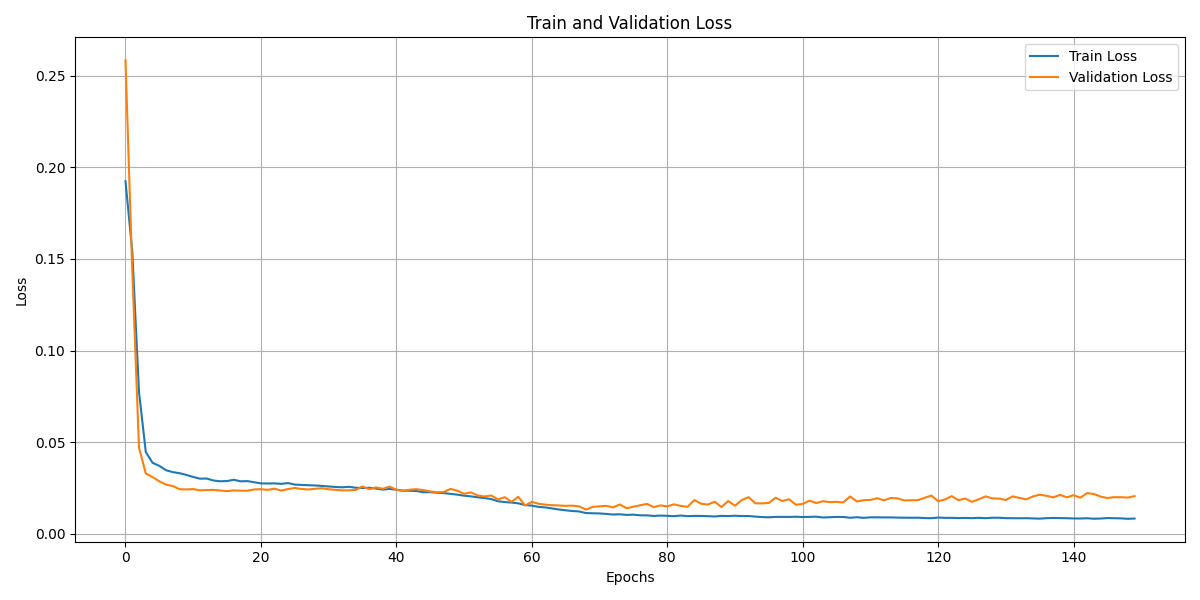 Train and Validation Loss
Train Loss
Validation Loss
0.25
0.20
0.15
0.10
0.05
0.00
Loss
0 20 40 60 80 100 120 140
Epochs